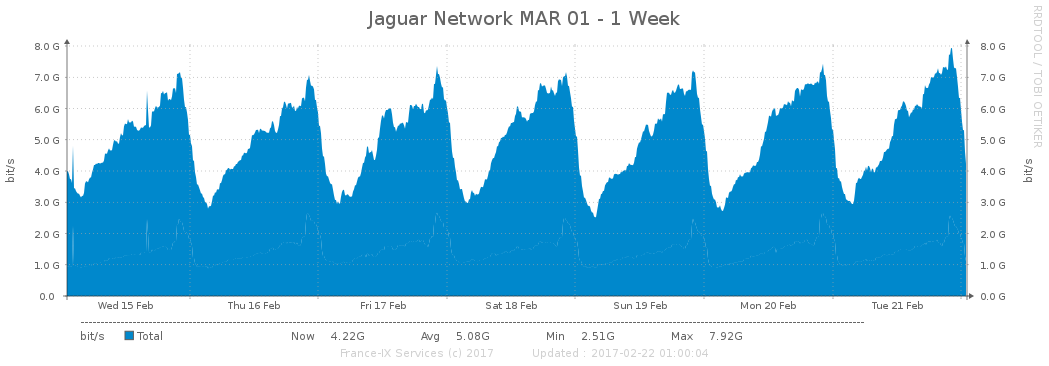 Jaguar Network MAR 01 - 1 Week
RRDTOOL / TOBI OETIKER
bit/s
8.0 G 8.0 G
7.0 G 7.0 G
6.0 G 6.0 G
5.0 G 5.0 G
4.0 G 4.0 G
3.0 G 3.0 G
2.0 G 2.0 G
1.0 G 1.0 G
0.0 0.0 G
bit/s
Wed 15 Feb Thu 16 Feb Fri 17 Feb Sat 18 Feb Sun 19 Feb Mon 20 Feb Tue 21 Feb
bit/s Total Now 4.22G Avg 5.08G Min 2.51G Max 7.92G
France-IX Services (c) 2017 Updated : 2017-02-22 01:00:04